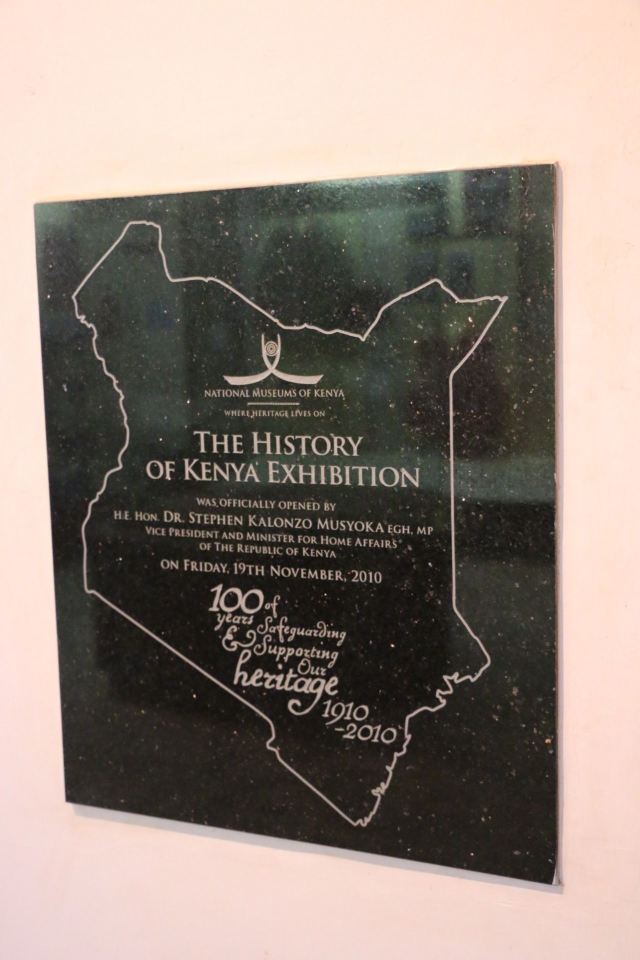 NATIONAL MUSEUMS OF KENYA
WHERE HERITAGE LIVES ON
THE HISTORY
OF KENYA EXHIBITION
WAS OFFICIALLY OPENED BY
H.E. HON. DR. STEPHEN KALONZO MUSYOKA EGH, MP
VICE PRESIDENT AND MINISTER FOR HOME AFFAIRS
OF THE REPUBLIC OF KENYA
ON FRIDAY, 19TH NOVEMBER, 2010
100 of
years Safeguarding
& Supporting
Our
heritage
1910
-2010